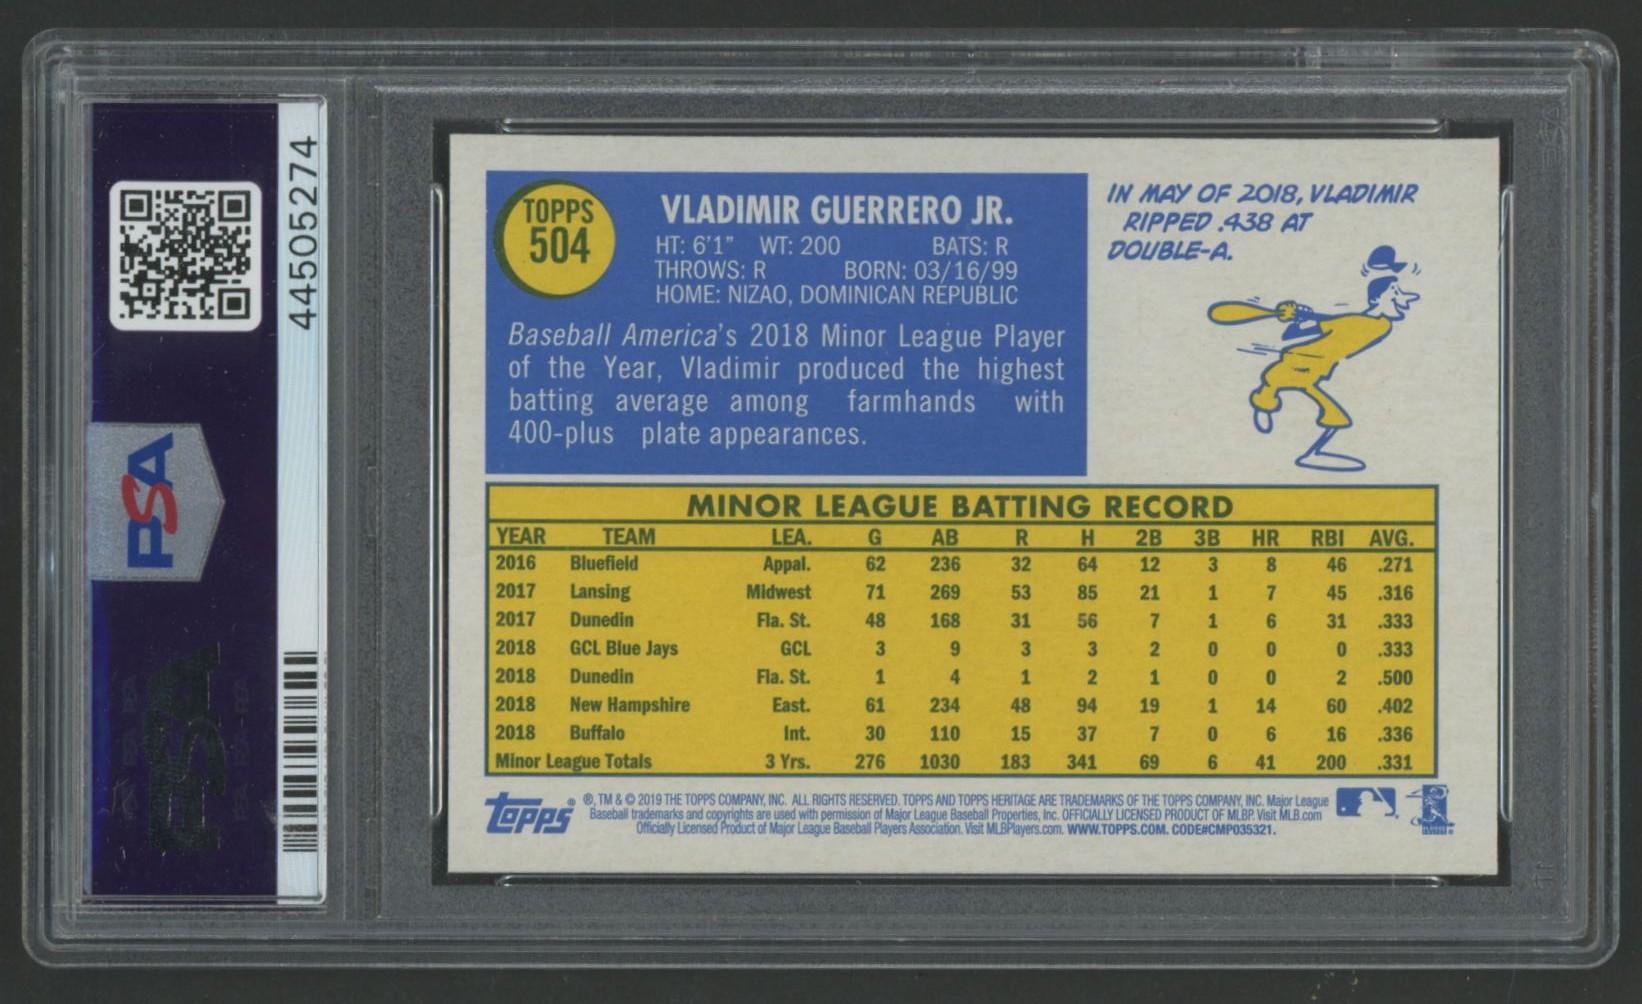 44505274
PSA
PSA
TOPPS
504
VLADIMIR GUERRERO JR.
HT: 6'1" WT: 200 BATS: R
THROWS: R BORN: 03/16/99
HOME: NIZAO, DOMINICAN REPUBLIC
Baseball America's 2018 Minor League Player
of the Year, Vladimir produced the highest
batting average among farmhands with
400-plus plate appearances.
IN MAY OF 2018, VLADIMIR
RIPPED .438 AT
DOUBLE-A.
MINOR LEAGUE BATTING RECORD
YEAR TEAM LEA. G AB R H 2B 3B HR RBI AVG.
2016 Bluefield Appal. 62 236 32 64 12 3 8 46 .271
2017 Lansing Midwest 71 269 53 85 21 1 7 45 .316
2017 Dunedin Fla. St. 48 168 31 56 7 1 6 31 .333
2018 GCL Blue Jays GCL 3 9 3 3 2 0 0 0 .333
2018 Dunedin Fla. St. 1 4 1 2 1 0 0 2 .500
2018 New Hampshire East. 61 234 48 94 19 1 14 60 .402
2018 Buffalo Int. 30 110 15 37 7 0 6 16 .336
Minor League Totals 3 Yrs. 276 1030 183 341 69 6 41 200 .331
topps®
®, TM & © 2019 THE TOPPS COMPANY, INC. ALL RIGHTS RESERVED. TOPPS AND TOPPS HERITAGE ARE TRADEMARKS OF THE TOPPS COMPANY, INC. Major League
Baseball trademarks and copyrights are used with permission of Major League Baseball Properties, Inc. OFFICIALLY LICENSED PRODUCT OF MLBP. Visit MLB.com
Officially Licensed Product of Major League Baseball Players Association. Visit MLBPlayers.com. WWW.TOPPS.COM. CODE#CMP035321.